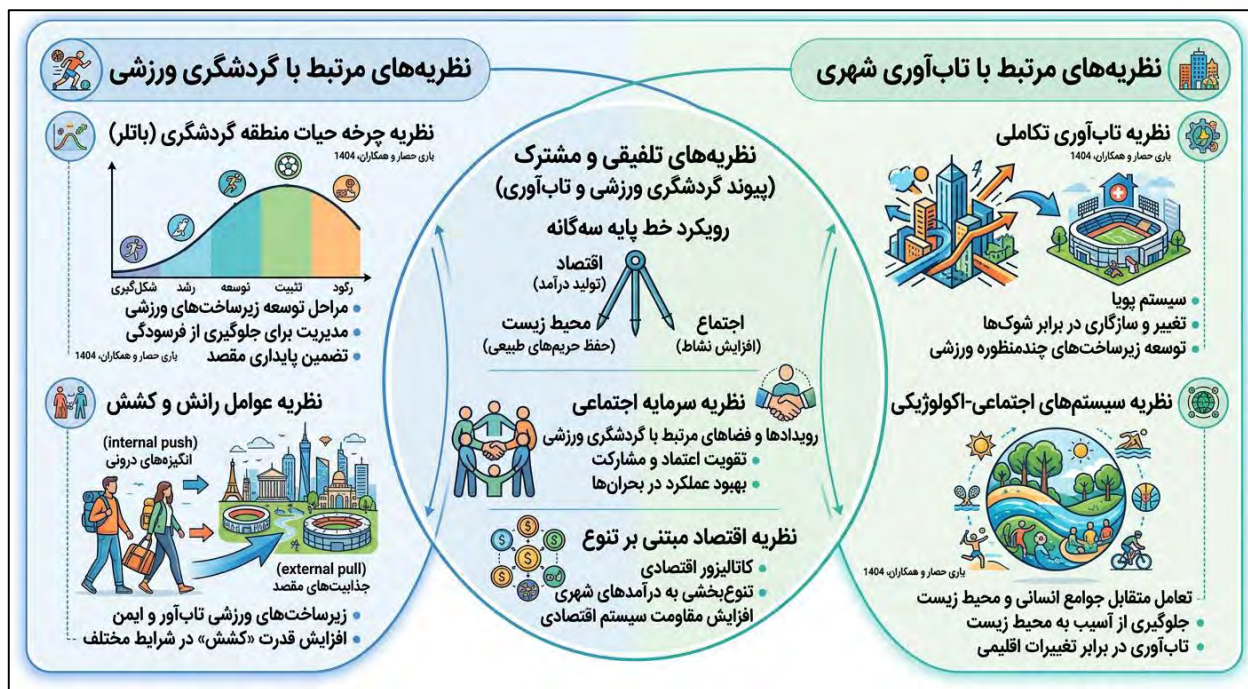 نظریه‌های مرتبط با تاب‌آوری شهری
نظریه تاب‌آوری تکاملی
یاری حصار و همکاران، 1404
سیستم پویا
تغییر و سازگاری در برابر شوک‌ها
توسعه زیرساخت‌های چندمنظوره ورزشی
نظریه سیستم‌های اجتماعی-اکولوژیکی
یاری حصار و همکاران، 1404
تعامل متقابل جوامع انسانی و محیط زیست
جلوگیری از آسیب به محیط زیست
تاب‌آوری در برابر تغییرات اقلیمی
نظریه‌های تلفیقی و مشترک
(پیوند گردشگری ورزشی و تاب‌آوری)
رویکرد خط پایه سه‌گانه
اقتصاد
(تولید درآمد)
اجتماع
(افزایش نشاط)
محیط زیست
(حفظ حریم‌های طبیعی)
نظریه سرمایه اجتماعی
رویدادها و فضاهای مرتبط با گردشگری ورزشی
تقویت اعتماد و مشارکت
بهبود عملکرد در بحران‌ها
نظریه اقتصاد مبتنی بر تنوع
کاتالیزور اقتصادی
تنوع‌بخشی به درآمدهای شهری
افزایش مقاومت سیستم اقتصادی
نظریه‌های مرتبط با گردشگری ورزشی
نظریه چرخه حیات منطقه گردشگری (باتلر)
یاری حصار و همکاران، 1404
شکل‌گیری
رشد
توسعه
تثبیت
رکود
مراحل توسعه زیرساخت‌های ورزشی
مدیریت برای جلوگیری از فرسودگی
تضمین پایداری مقصد
یاری حصار و همکاران، 1404
نظریه عوامل رانش و کشش
(internal push)
انگیزه‌های درونی
(external pull)
جذابیت‌های مقصد
زیرساخت‌های ورزشی تاب‌آور و ایمن
افزایش قدرت «کشش» در شرایط مختلف